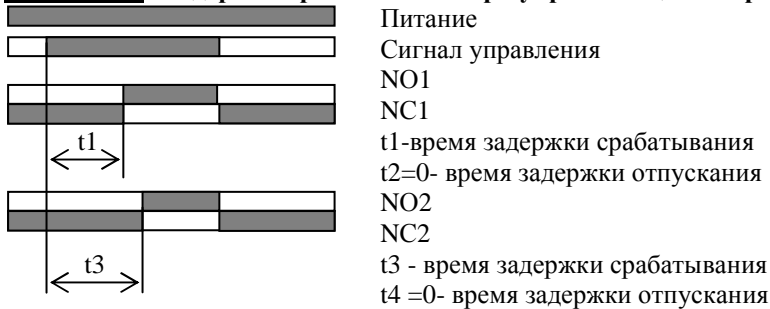 Питание
Сигнал управления
NO1
NC1
t1
t1-время задержки срабатывания
t2=0- время задержки отпускания
NO2
NC2
t3
t3 - время задержки срабатывания
t4 =0- время задержки отпускания